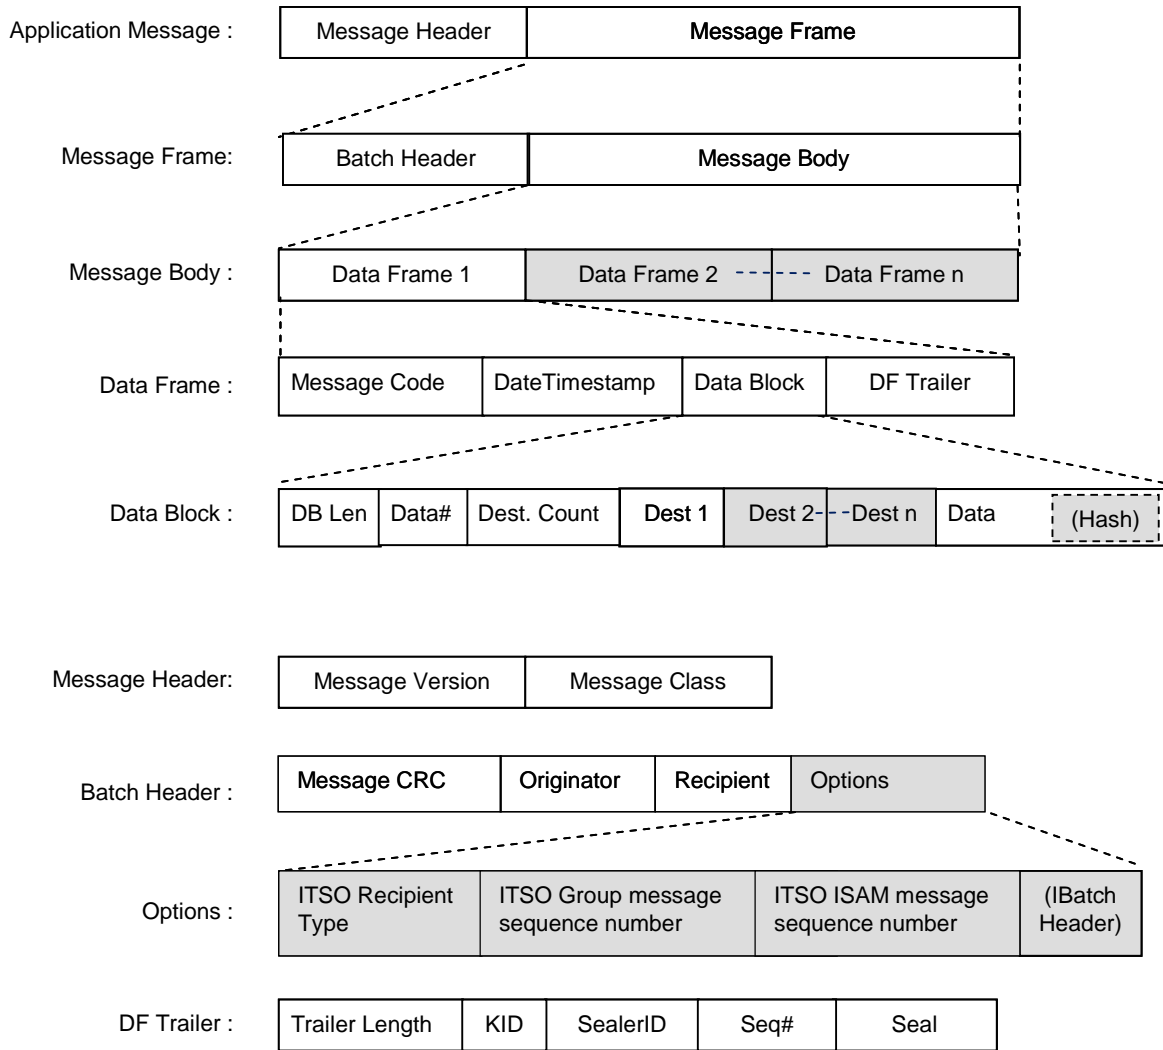 Application Message : Message Header Message Frame
Message Frame: Batch Header Message Body
Message Body : Data Frame 1 Data Frame 2 Data Frame n
Data Frame : Message Code DateTimestamp Data Block DF Trailer
Data Block : DB Len Data# Dest. Count Dest 1 Dest 2 Dest n Data (Hash)
Message Header: Message Version Message Class
Batch Header : Message CRC Originator Recipient Options
Options :
ITSO Recipient
Type
ITSO Group message
sequence number
ITSO ISAM message
sequence number
(IBatch
Header)
DF Trailer : Trailer Length KID SealerID Seq# Seal